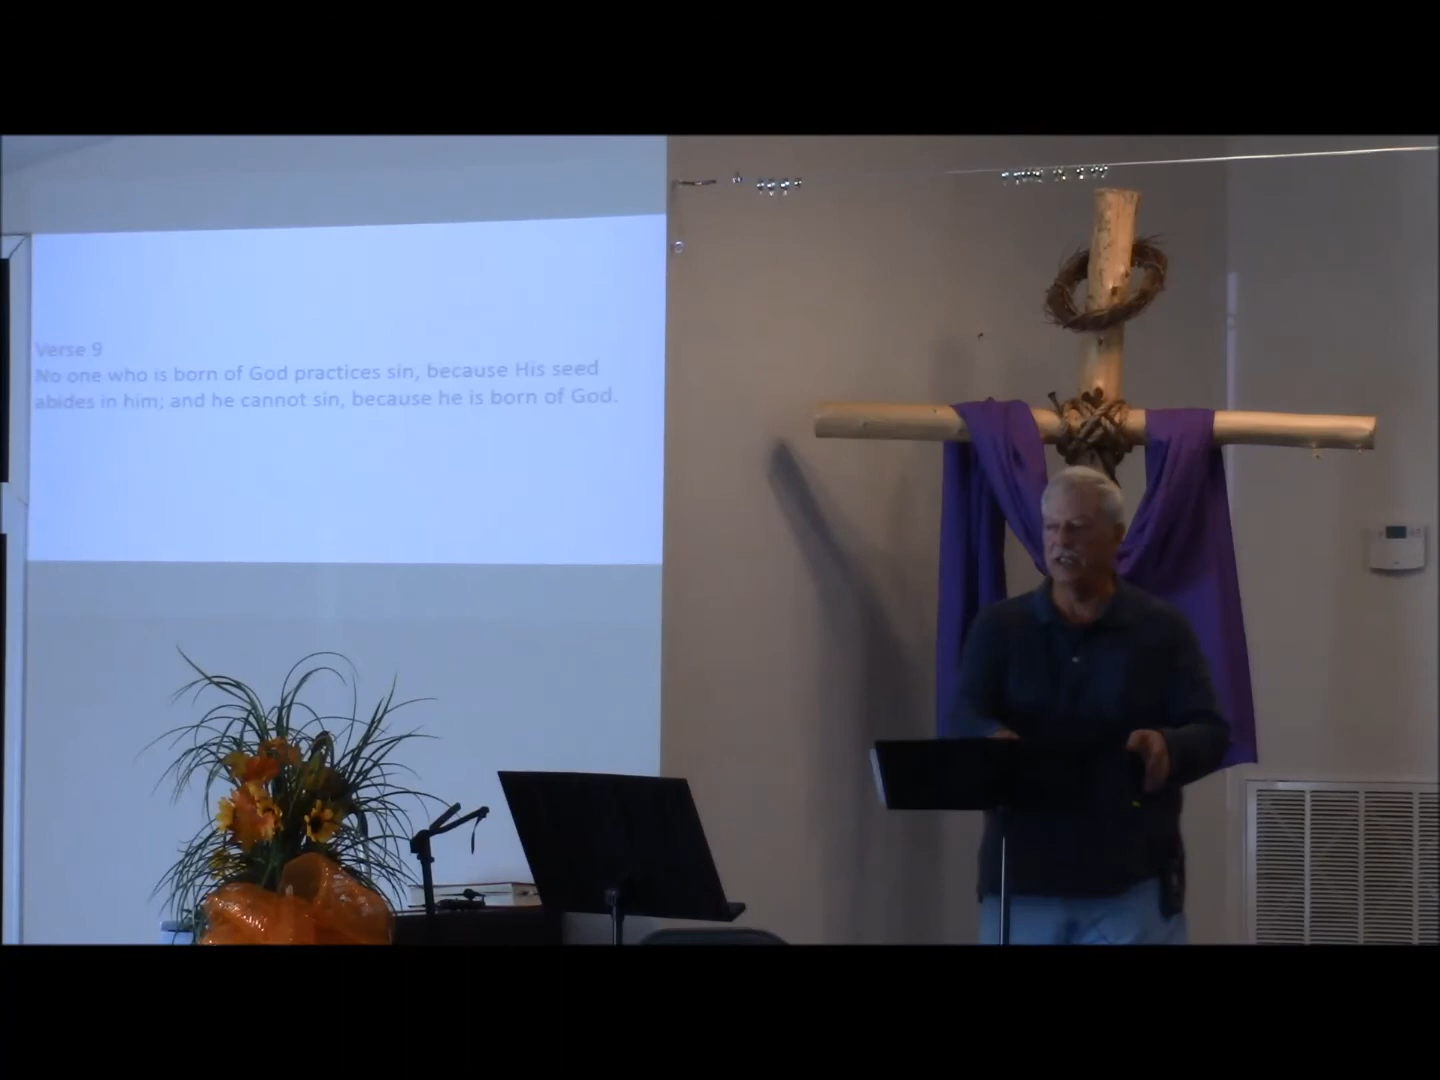 Verse 9
No one who is born of God practices sin, because His seed
abides in him; and he cannot sin, because he is born of God.